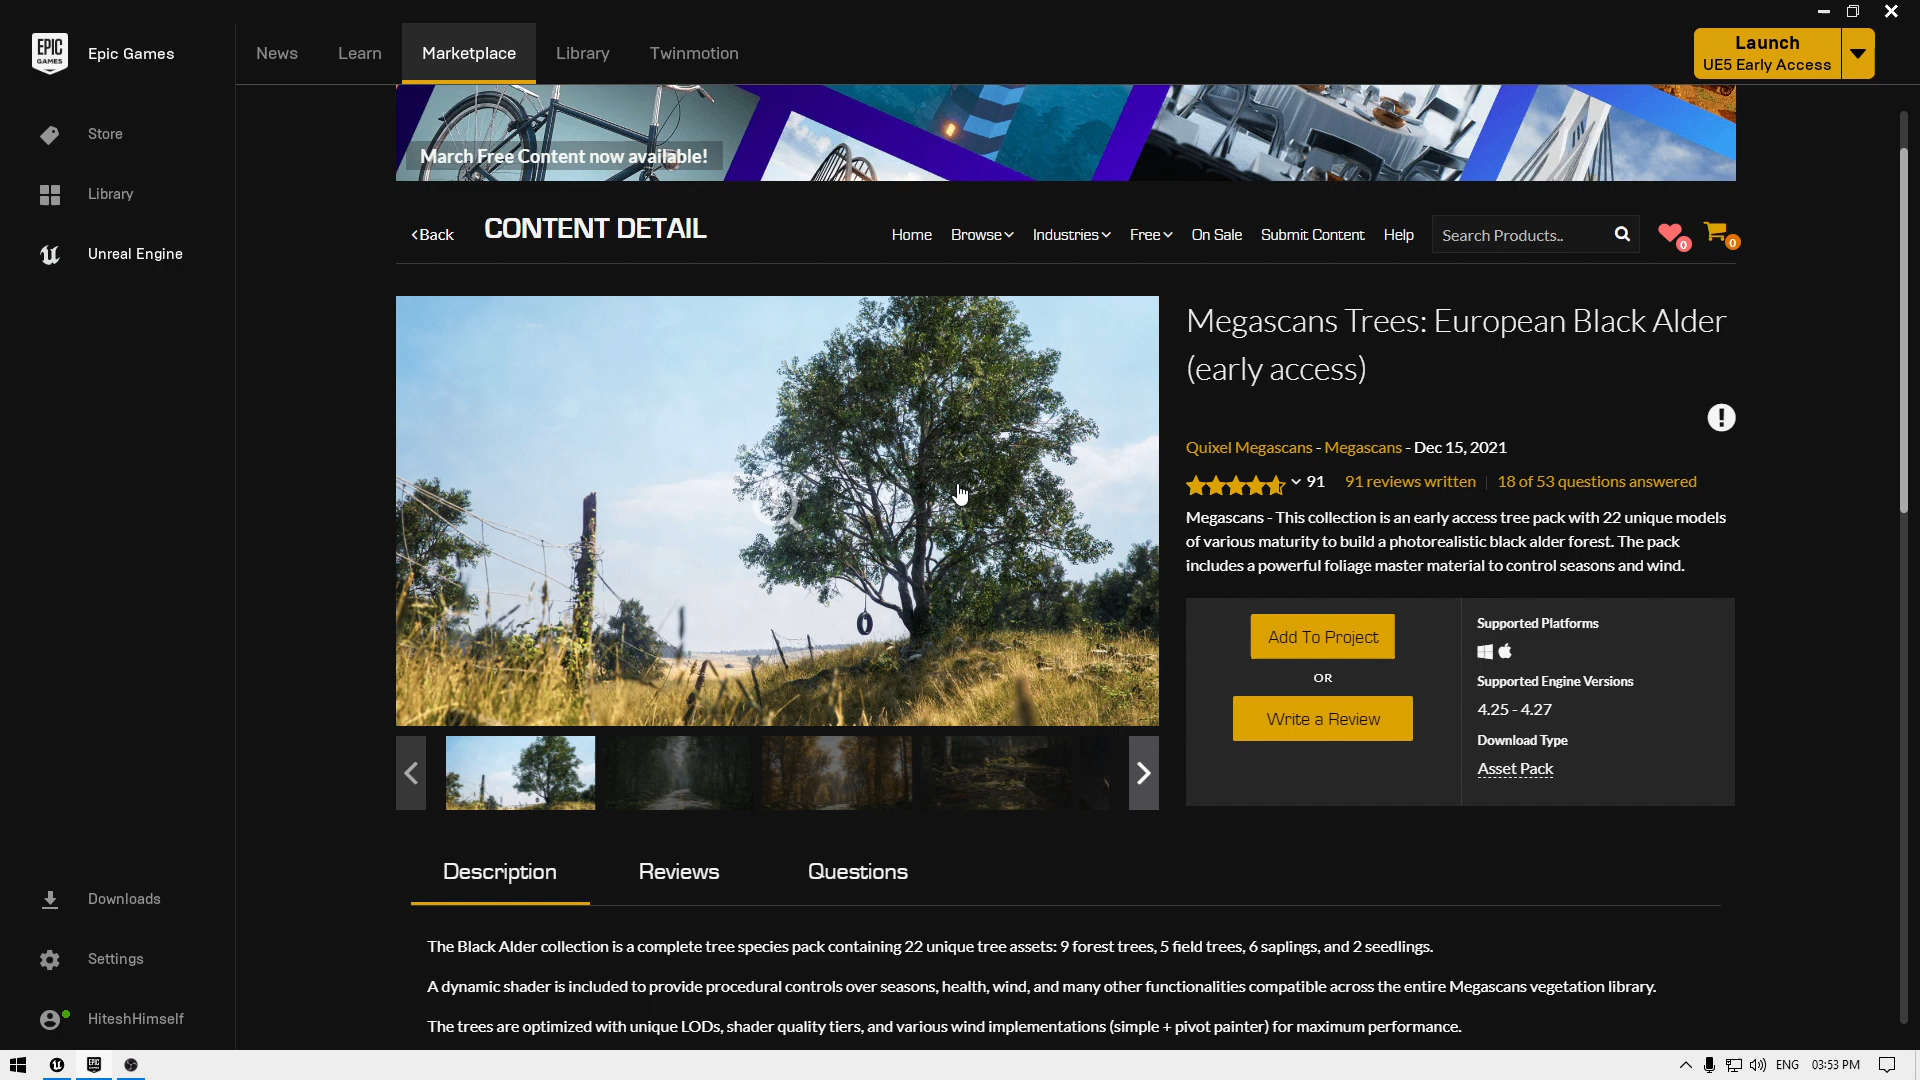 EPIC
GAMES
Epic Games
News
Learn
Marketplace
Library
Twinmotion
Launch
UE5 Early Access
Store
Library
Unreal Engine
March Free Content now available!
Back
CONTENT DETAIL
Home
Browse
Industries
Free
On Sale
Submit Content
Help
Search Products..
0
0
Megascans Trees: European Black Alder
(early access)
Quixel Megascans - Megascans - Dec 15, 2021
91
91 reviews written
18 of 53 questions answered
Megascans - This collection is an early access tree pack with 22 unique models
of various maturity to build a photorealistic black alder forest. The pack
includes a powerful foliage master material to control seasons and wind.
Add To Project
OR
Write a Review
Supported Platforms
Supported Engine Versions
4.25 - 4.27
Download Type
Asset Pack
Description
Reviews
Questions
The Black Alder collection is a complete tree species pack containing 22 unique tree assets: 9 forest trees, 5 field trees, 6 saplings, and 2 seedlings.
A dynamic shader is included to provide procedural controls over seasons, health, wind, and many other functionalities compatible across the entire Megascans vegetation library.
The trees are optimized with unique LODs, shader quality tiers, and various wind implementations (simple + pivot painter) for maximum performance.
Downloads
Settings
HiteshHimself
EPIC
ENG
03:53 PM